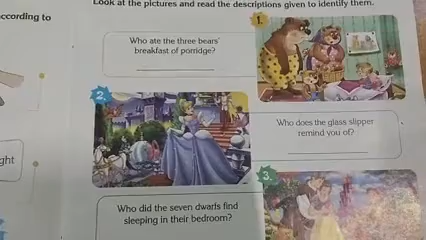 Look at the pictures and read the descriptions given to identify them.
ccording to
1.
Who ate the three bears'
breakfast of porridge?
2.
Who does the glass slipper
remind you of?
ght
3.
Who did the seven dwarfs find
sleeping in their bedroom?